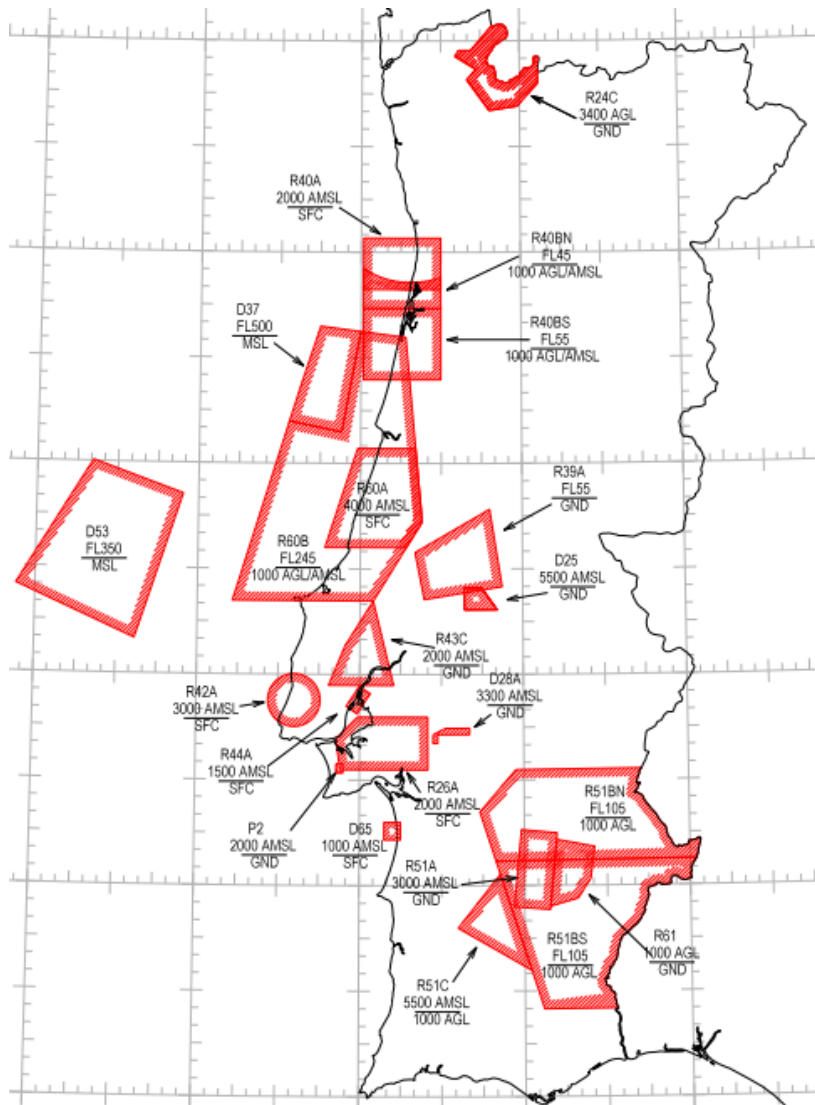 R24C
3400 AGL
GND
R40A
2000 AMSL
SFC
R40BN
FL45
1000 AGL/AMSL
D37
FL500
MSL
R40BS
FL55
1000 AGL/AMSL
R39A
FL55
GND
R60A
4000 AMSL
SFC
D53
FL350
MSL
R60B
FL245
1000 AGL/AMSL
D25
5500 AMSL
GND
R43C
2000 AMSL
GND
D28A
3300 AMSL
GND
R42A
3000 AMSL
SFC
R44A
1500 AMSL
SFC
R26A
2000 AMSL
SFC
R51BN
FL105
1000 AGL
P2
2000 AMSL
GND
D65
1000 AMSL
SFC
R51A
3000 AMSL
GND
R61
1000 AGL
GND
R51BS
FL105
1000 AGL
R51C
5500 AMSL
1000 AGL